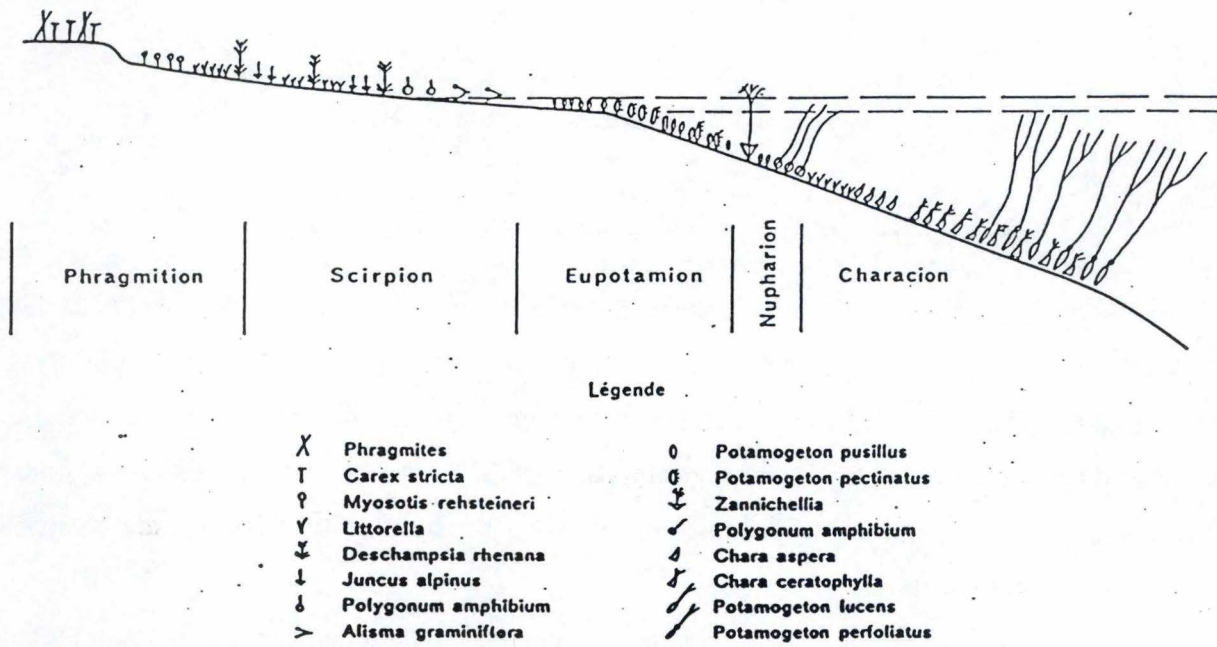 Phragmition Scirpion Eupotamion Nupharion Characion
Légende
Phragmites
Carex stricta
Myosotis rehsteineri
Littorella
Deschampsia rhenana
Juncus alpinus
Polygonum amphibium
Alisma graminiflera
Potamogeton pusillus
Potamogeton pectinatus
Zannichellia
Polygonum amphibium
Chara aspera
Chara ceratophylla
Potamogeton lucens
Potamogeton perfoliatus